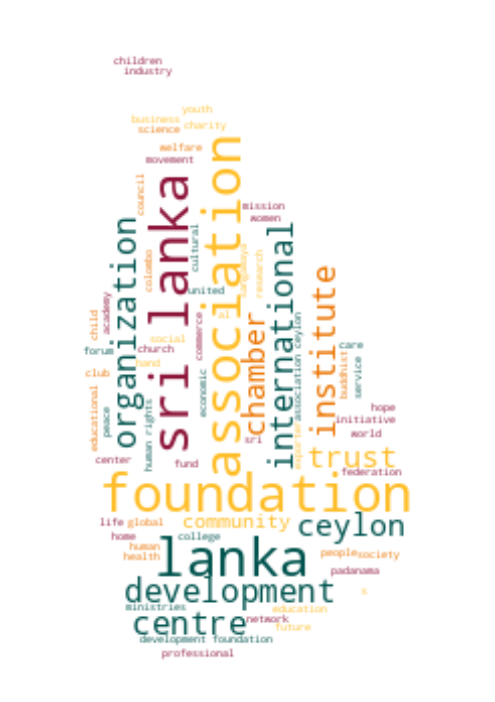 children
industry
youth
business
science charity
welfare
movement
association
sri lanka
council
mission
women
organization
international
cultural
colombo
research
united
institute
academy
al
child
commerce
chamber
association ceylon
social
church
forum
care
hand
buddhist
service
club
economic
educational
peace
human rights
exporters
hope
initiative
world
sri
center
fund
trust
federation
foundation
life global
community
ceylon
home
college
human
health
lanka
people society
padanama
development
s
ministries
education
centre
network
future
development foundation
professional